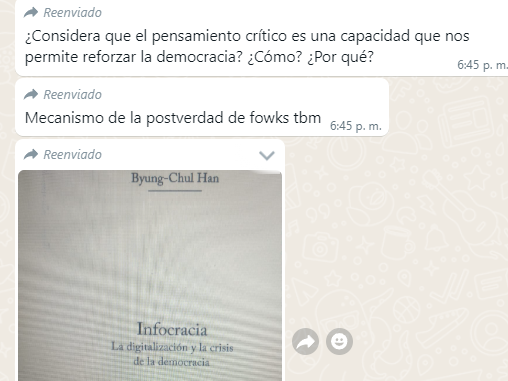 Reenviado
¿Considera que el pensamiento crítico es una capacidad que nos
permite reforzar la democracia? ¿Cómo? ¿Por qué?
6:45 p. m.
Reenviado
Mecanismo de la postverdad de fowks tbm
6:45 p. m.
Reenviado
Byung-Chul Han
Infocracia
La digitalización y la crisis
de la democracia